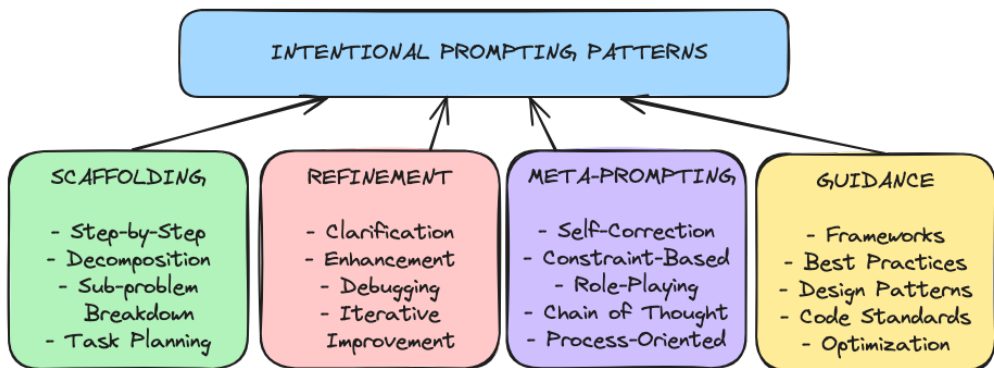 INTENTIONAL PROMPTING PATTERNS
SCAFFOLDING
- Step-by-Step
- Decomposition
- Sub-problem
Breakdown
- Task Planning
REFINEMENT
- Clarification
- Enhancement
- Debugging
- Iterative
Improvement
META-PROMPTING
- Self-Correction
- Constraint-Based
- Role-Playing
- Chain of Thought
- Process-Oriented
GUIDANCE
- Frameworks
- Best Practices
- Design Patterns
- Code Standards
- Optimization